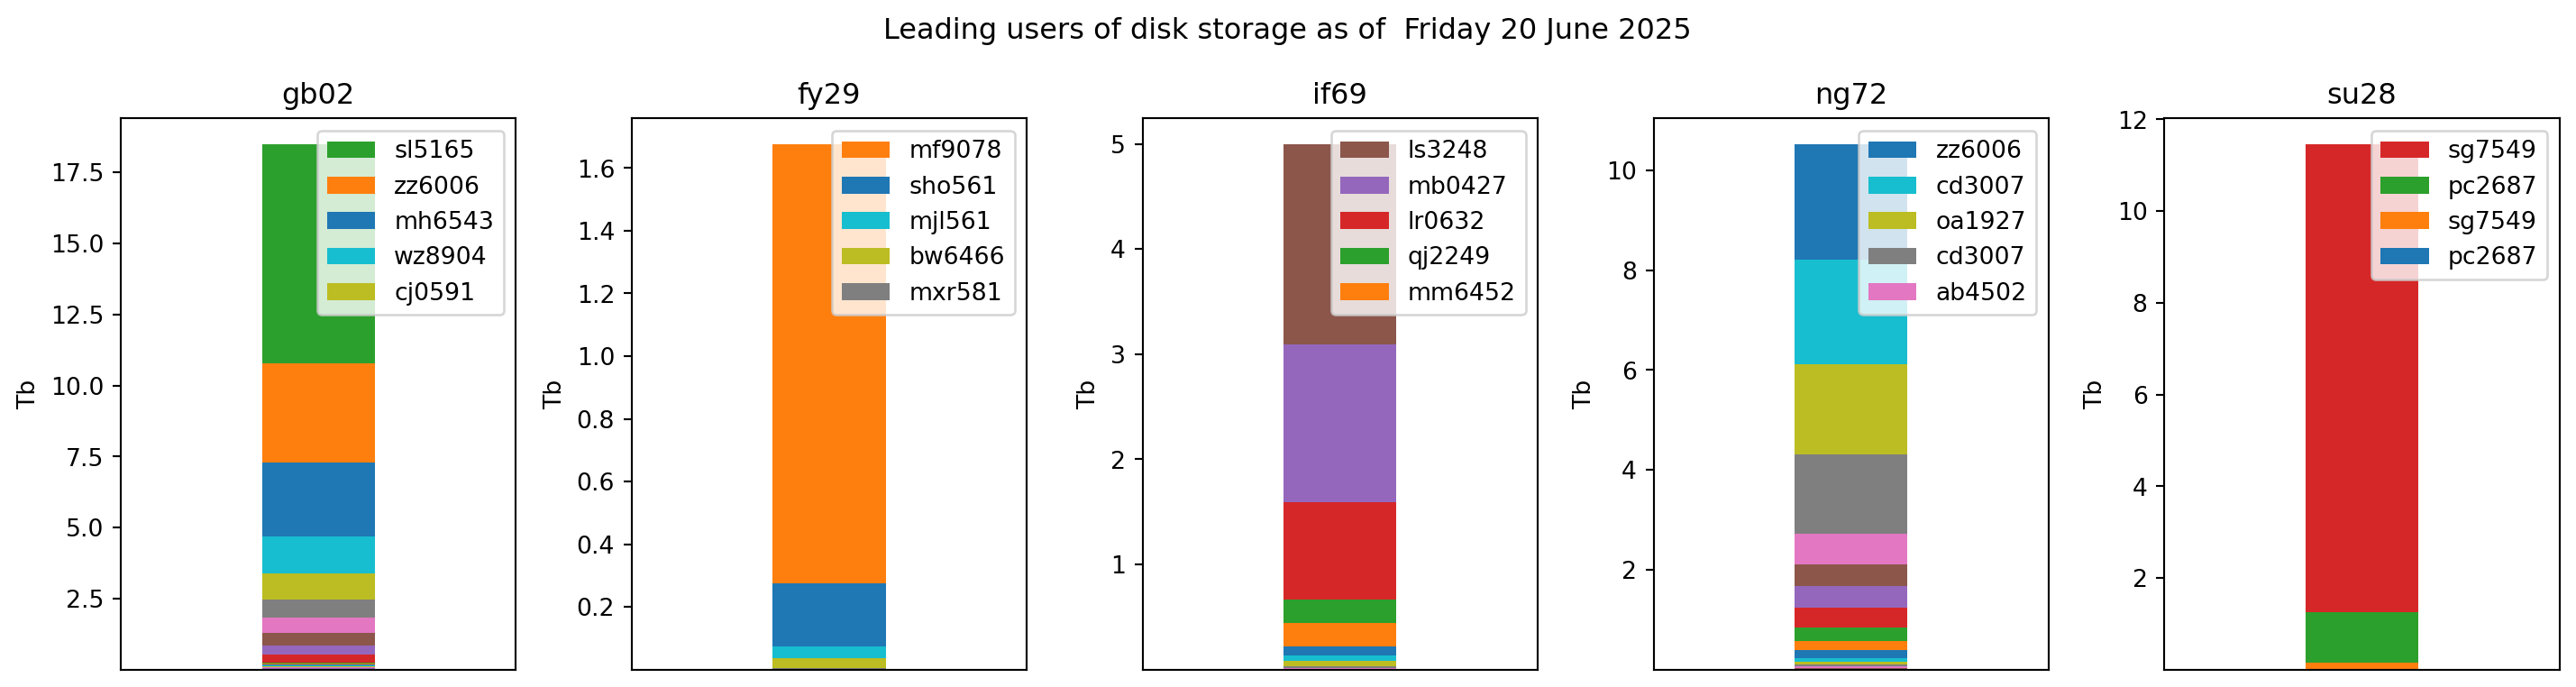 Leading users of disk storage as of  Friday 20 June 2025
gb02
Tb
17.5
15.0
12.5
10.0
7.5
5.0
2.5
sl5165
zz6006
mh6543
wz8904
cj0591
fy29
Tb
1.6
1.4
1.2
1.0
0.8
0.6
0.4
0.2
mf9078
sho561
mjl561
bw6466
mxr581
if69
Tb
5
4
3
2
1
ls3248
mb0427
lr0632
qj2249
mm6452
ng72
Tb
10
8
6
4
2
zz6006
cd3007
oa1927
cd3007
ab4502
su28
Tb
12
10
8
6
4
2
sg7549
pc2687
sg7549
pc2687